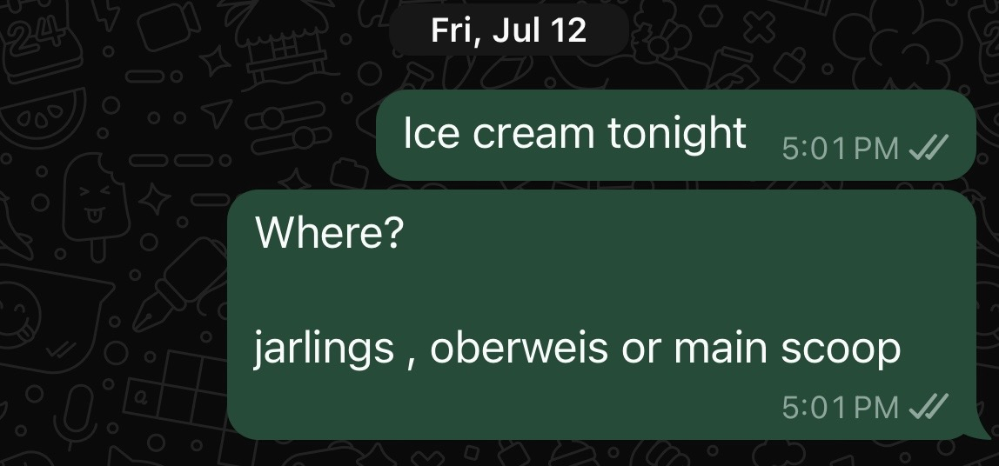 Fri, Jul 12
Ice cream tonight
5:01 PM
Where?
jarlings , oberweis or main scoop
5:01 PM